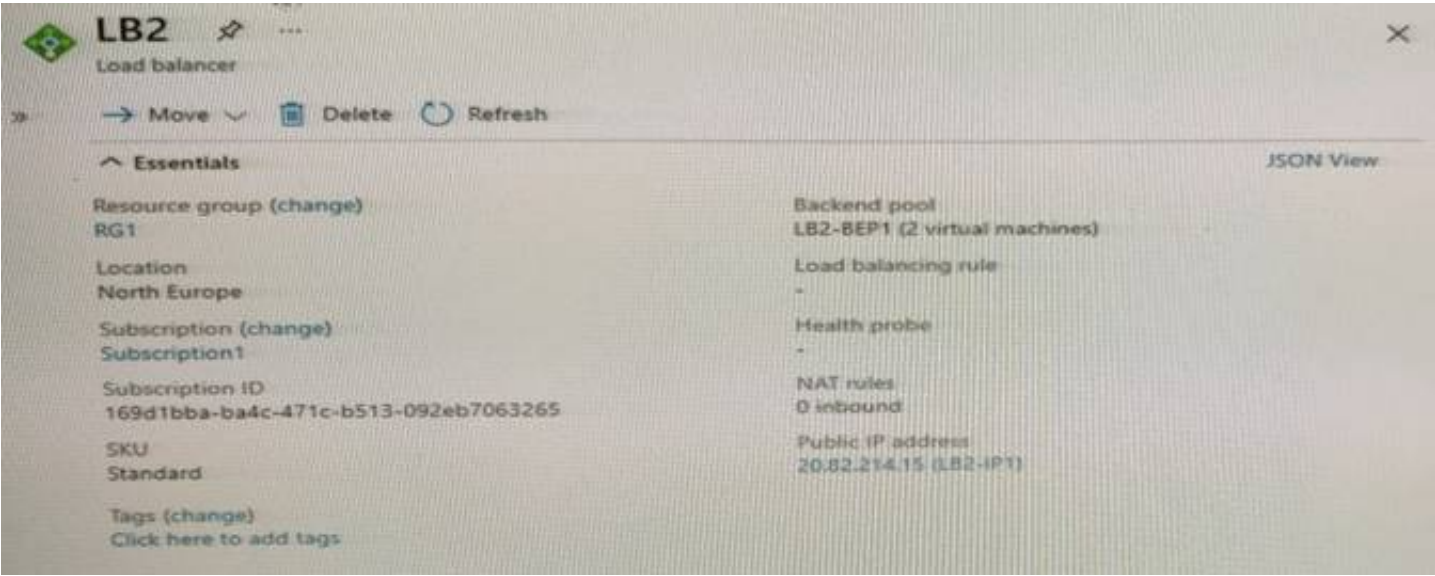 LB2
Load balancer
Move
Delete
Refresh
Essentials
JSON View
Resource group (change)
RG1
Location
North Europe
Subscription (change)
Subscription1
Subscription ID
169d1bba-ba4c-471c-b513-092eb7063265
SKU
Standard
Tags (change)
Click here to add tags
Backend pool
LB2-BEP1 (2 virtual machines)
Load balancing rule
-
Health probe
-
NAT rules
0 inbound
Public IP address
20.82.214.15 (LB2-IP1)